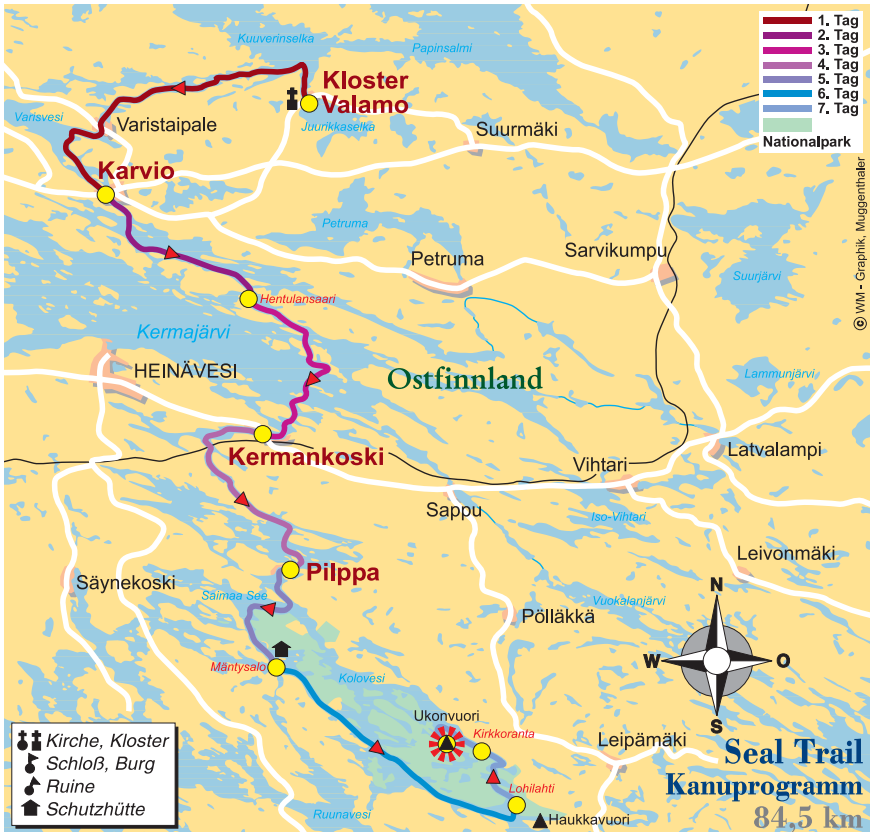 1. Tag
2. Tag
3. Tag
4. Tag
5. Tag
6. Tag
7. Tag
Nationalpark
© WM - Graphik, Muggenthaler
Kuuverinselka
Papinsalmi
Kloster
Valamo
Juurikkaselka
Varisvesi
Varistaipale
Suurmäki
Karvio
Petruma
Petruma
Sarvikumpu
Suurjärvi
Hentulansaari
Kermajärvi
HEINÄVESI
Ostfinnland
Lammunjärvi
Kermankoski
Vihtari
Latvalampi
Sappu
Iso-Vihtari
Leivonmäki
Pilppa
Säynekoski
Saimaa See
Vuokalanjärvi
Pölläkkä
N
W
O
S
Mäntysalo
Kolovesi
Ukonvuori
Kirkkoranta
Leipämäki
Lohilahti
Haukkavuori
Ruunavesi
Kirche, Kloster
Schloß, Burg
Ruine
Schutzhütte
Seal Trail
Kanuprogramm
84,5 km